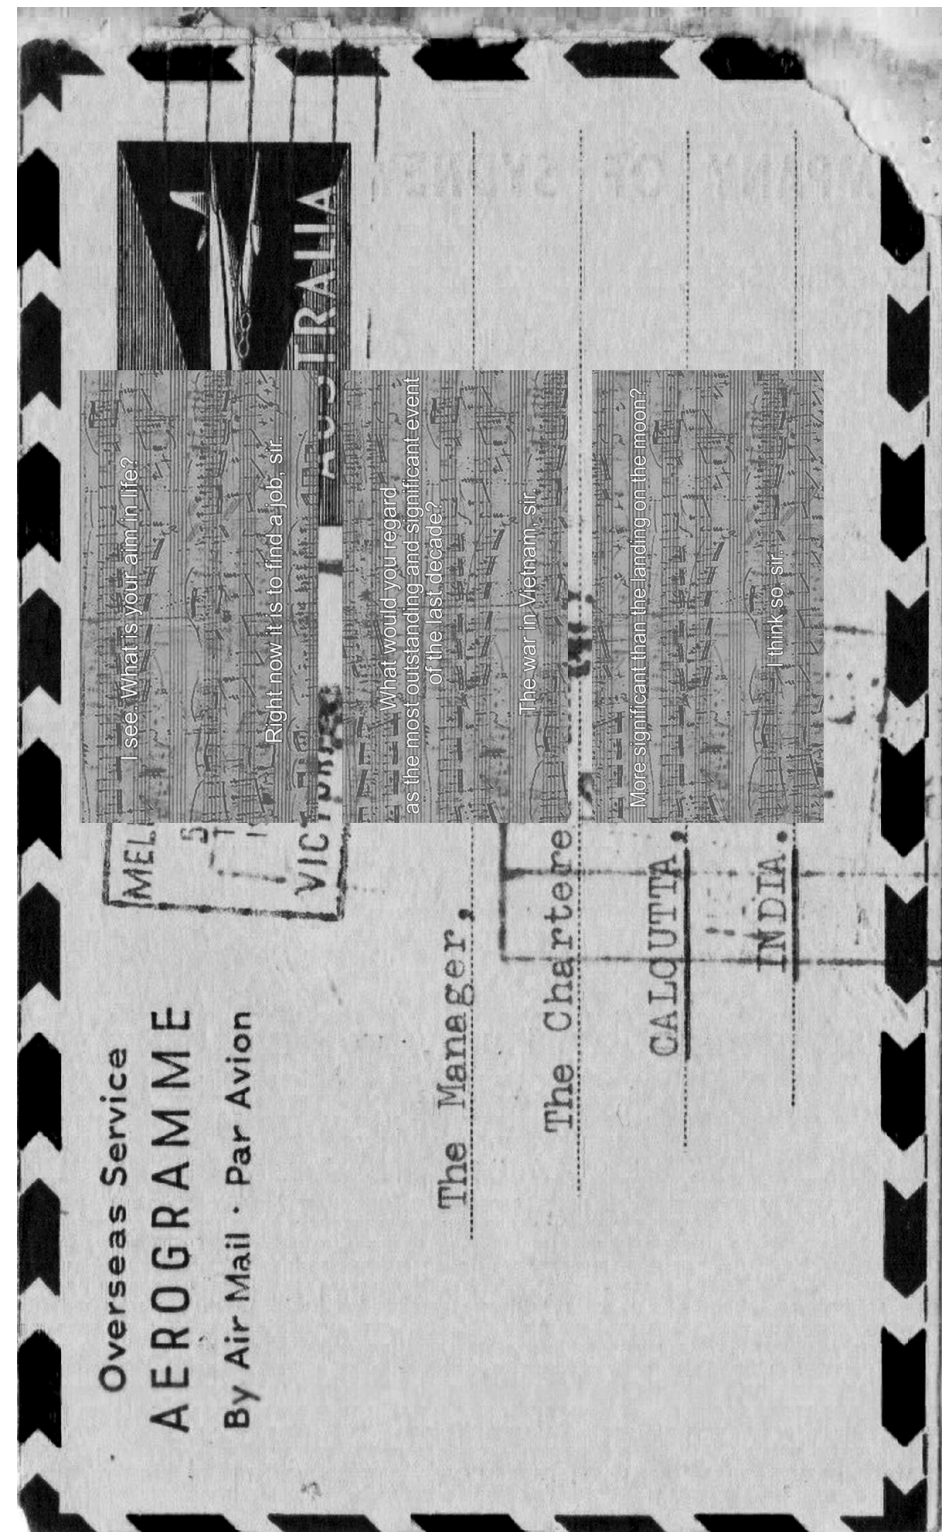 AUSTRALIA
I see. What is your aim in life?
Right now it is to find a job, sir.
What would you regard
as the most outstanding and significant event
of the last decade?
The war in Vietnam, sir.
More significant than the landing on the moon?
I think so, sir.
MEL
VICT
Overseas Service
AEROGRAMME
By Air Mail · Par Avion
The Manager,
The Chartere
CALCUTTA,
INDIA.